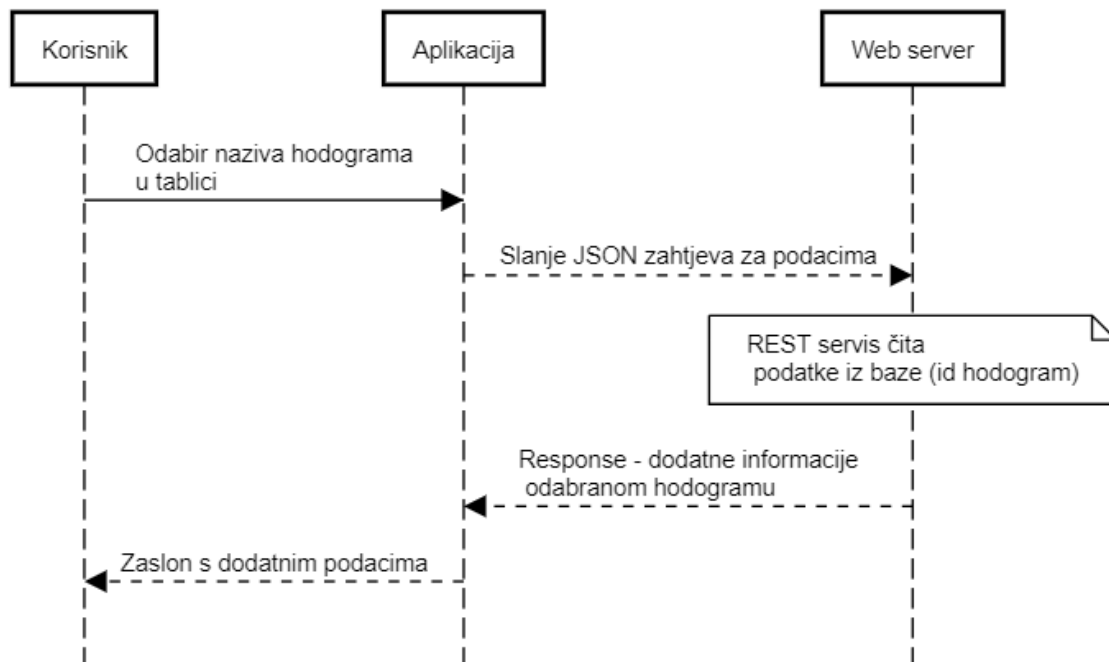 Korisnik
Aplikacija
Web server
Odabir naziva hodograma
u tablici
Slanje JSON zahtjeva za podacima
REST servis čita
podatke iz baze (id hodogram)
Response - dodatne informacije
odabranom hodogramu
Zaslon s dodatnim podacima